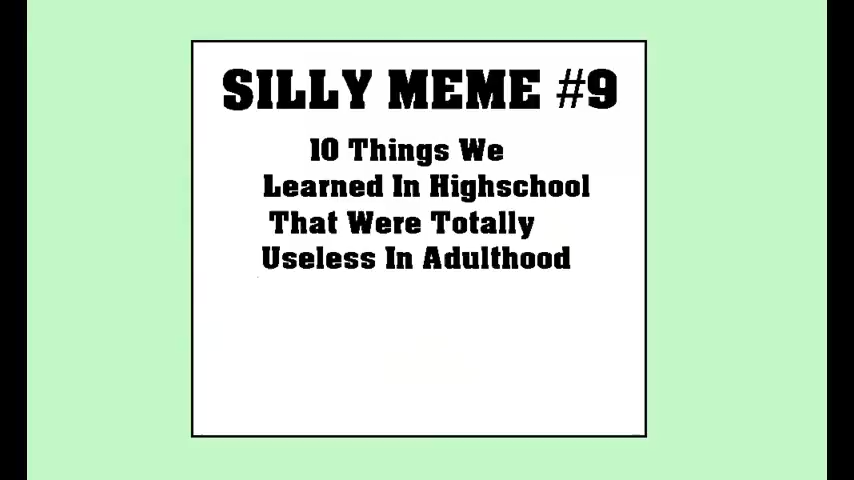 SILLY MEME #9
10 Things We
Learned In Highschool
That Were Totally
Useless In Adulthood